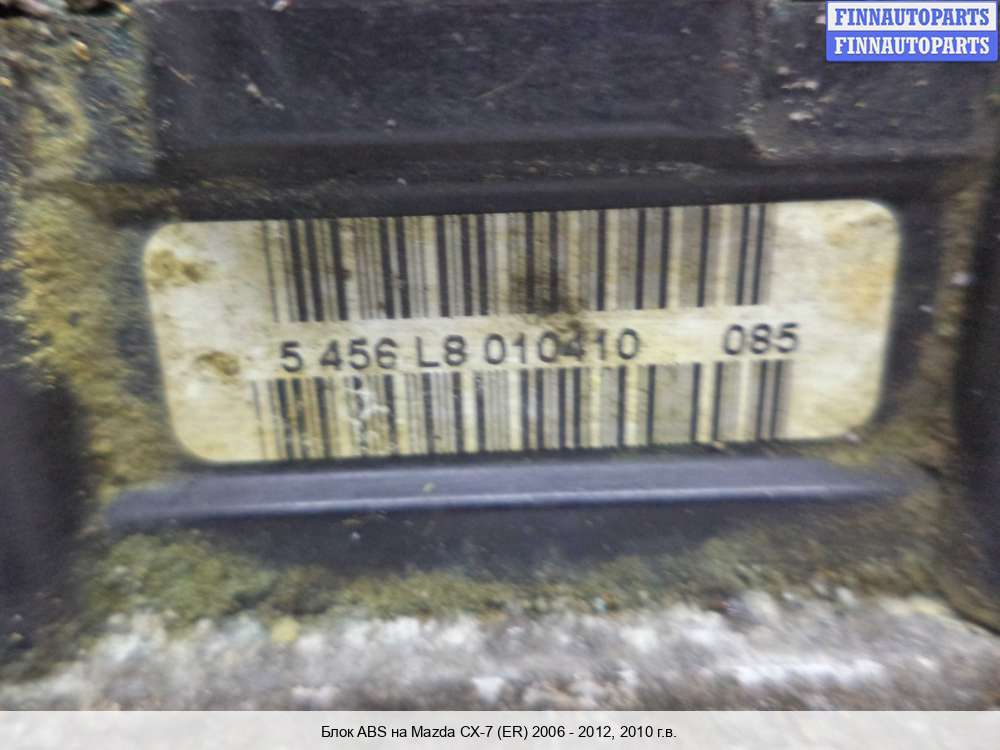 FINNAUTOPARTS
FINNAUTOPARTS
5 456 L8 010410 085
Блок ABS на Mazda CX-7 (ER) 2006 - 2012, 2010 г.в.